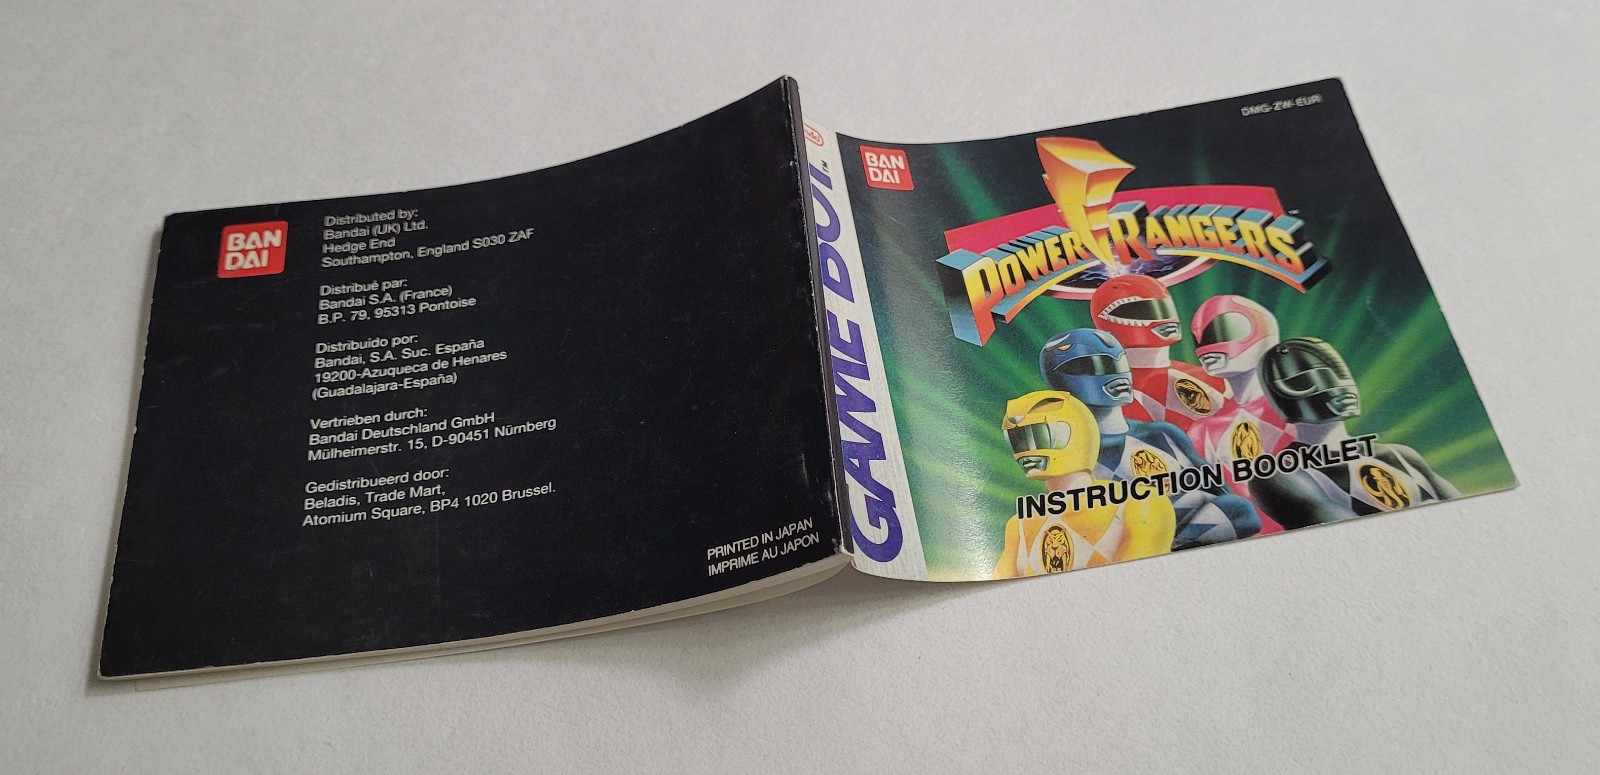 BAN
DAI
Distributed by:
Bandai (UK) Ltd.
Hedge End
Southampton, England S030 ZAF
Distribué par:
Bandai S.A. (France)
B.P. 79, 95313 Pontoise
Distribuido por:
Bandai, S.A. Suc. España
19200-Azuqueca de Henares
(Guadalajara-España)
Vertrieben durch:
Bandai Deutschland GmbH
Mülheimerstr. 15, D-90451 Nürnberg
Gedistribueerd door:
Beladis, Trade Mart,
Atomium Square, BP4 1020 Brussel.
PRINTED IN JAPAN
IMPRIME AU JAPON
GAME BOY
TM
BAN
DAI
DMG-ZW-EUR
POWER RANGERS
INSTRUCTION BOOKLET